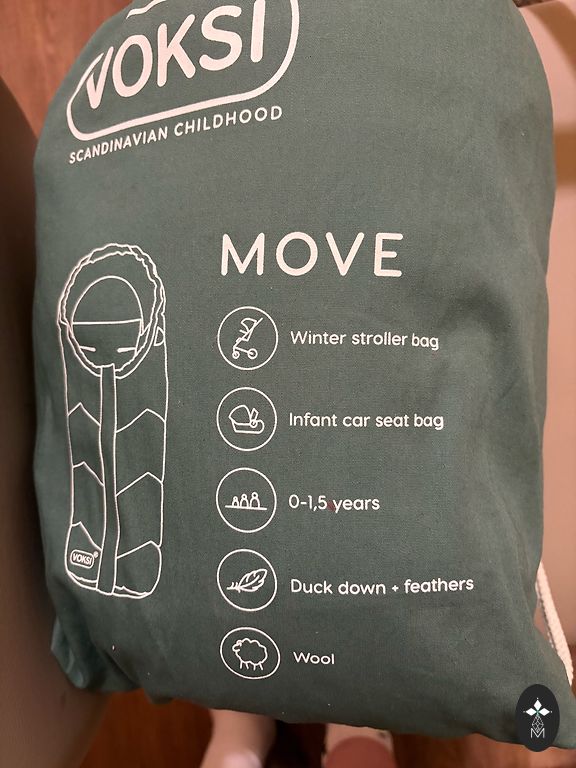 VOKSI
SCANDINAVIAN CHILDHOOD
MOVE
Winter stroller bag
Infant car seat bag
0-1,5 years
Duck down + feathers
VOKSI
Wool
M